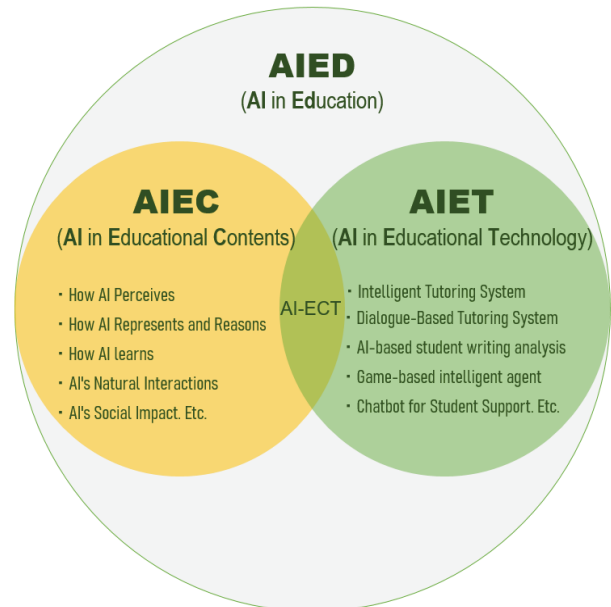 AIED
(AI in Education)
AIEC
(AI in Educational Contents)
· How AI Perceives
· How AI Represents and Reasons
· How AI learns
· AI's Natural Interactions
· AI's Social Impact. Etc.
AI-ECT
AIET
(AI in Educational Technology)
· Intelligent Tutoring System
· Dialogue-Based Tutoring System
· AI-based student writing analysis
· Game-based intelligent agent
· Chatbot for Student Support. Etc.